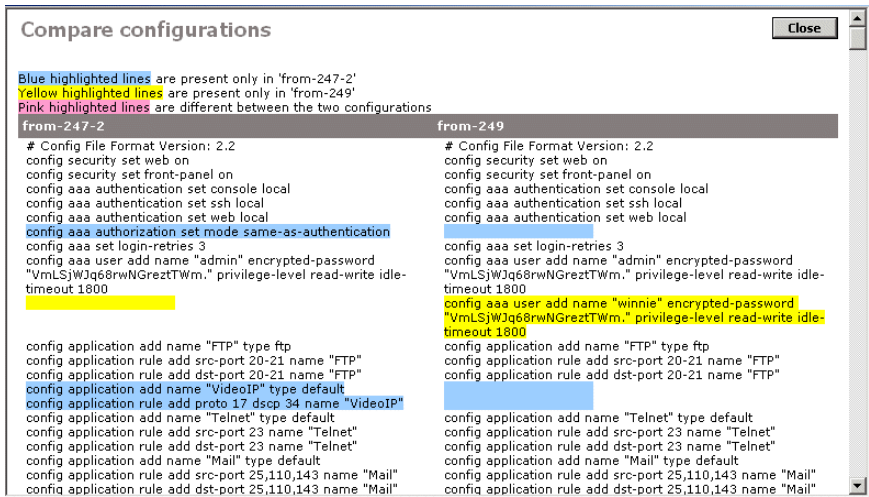 Compare configurations
Close
Blue highlighted lines are present only in 'from-247-2'
Yellow highlighted lines are present only in 'from-249'
Pink highlighted lines are different between the two configurations
from-247-2
# Config File Format Version: 2.2
config security set web on
config security set front-panel on
config aaa authentication set console local
config aaa authentication set ssh local
config aaa authentication set web local
config aaa authorization set mode same-as-authentication
config aaa set login-retries 3
config aaa user add name "admin" encrypted-password
"VmLSjWJq68rwNGreztTWm." privilege-level read-write idle-
timeout 1800
config application add name "FTP" type ftp
config application rule add src-port 20-21 name "FTP"
config application rule add dst-port 20-21 name "FTP"
config application add name "VideoIP" type default
config application rule add proto 17 dscp 34 name "VideoIP"
config application add name "Telnet" type default
config application rule add src-port 23 name "Telnet"
config application rule add dst-port 23 name "Telnet"
config application add name "Mail" type default
config application rule add src-port 25,110,143 name "Mail"
config application rule add dst-port 25,110,143 name "Mail"
from-249
# Config File Format Version: 2.2
config security set web on
config security set front-panel on
config aaa authentication set console local
config aaa authentication set ssh local
config aaa authentication set web local
config aaa set login-retries 3
config aaa user add name "admin" encrypted-password
"VmLSjWJq68rwNGreztTWm." privilege-level read-write idle-
timeout 1800
config aaa user add name "winnie" encrypted-password
"VmLSjWJq68rwNGreztTWm." privilege-level read-write idle-
timeout 1800
config application add name "FTP" type ftp
config application rule add src-port 20-21 name "FTP"
config application rule add dst-port 20-21 name "FTP"
config application add name "Telnet" type default
config application rule add src-port 23 name "Telnet"
config application rule add dst-port 23 name "Telnet"
config application add name "Mail" type default
config application rule add src-port 25,110,143 name "Mail"
config application rule add dst-port 25,110,143 name "Mail"